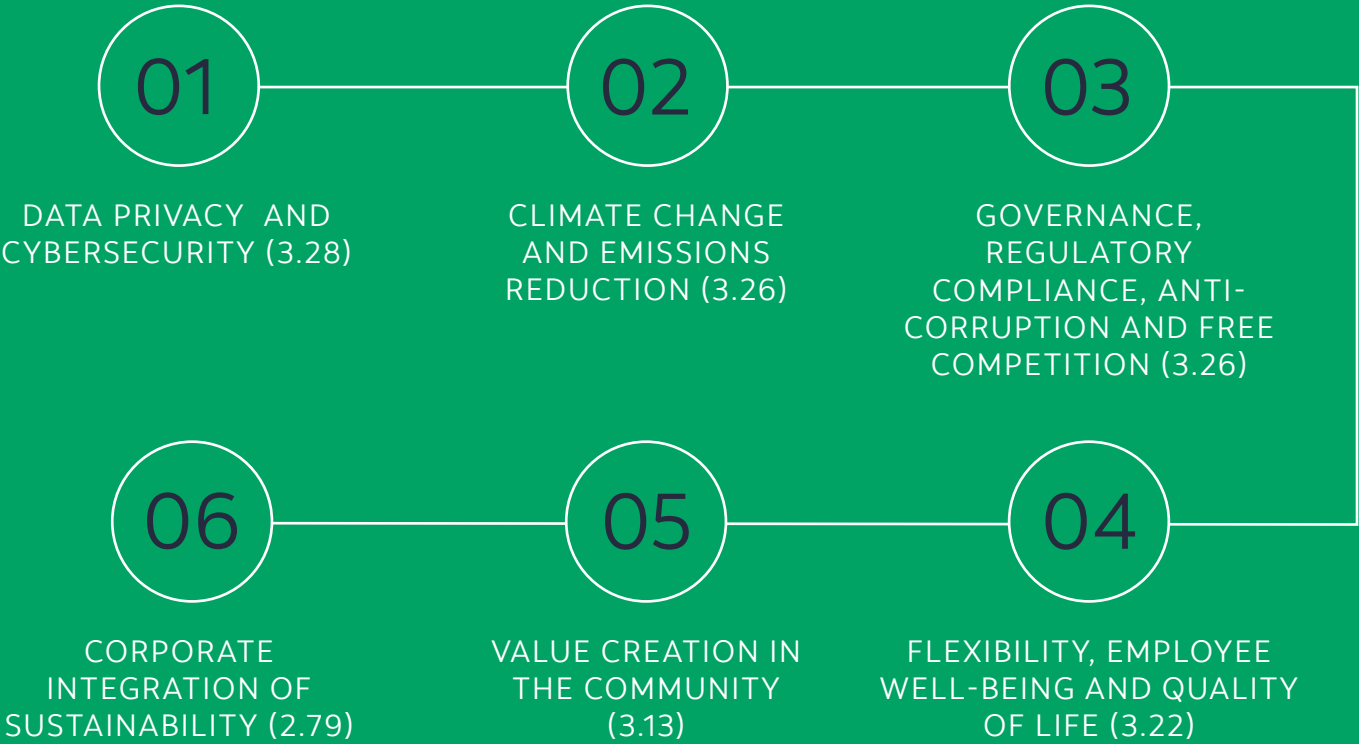 01
DATA PRIVACY AND
CYBERSECURITY (3.28)
02
CLIMATE CHANGE
AND EMISSIONS
REDUCTION (3.26)
03
GOVERNANCE,
REGULATORY
COMPLIANCE, ANTI-
CORRUPTION AND FREE
COMPETITION (3.26)
04
FLEXIBILITY, EMPLOYEE
WELL-BEING AND QUALITY
OF LIFE (3.22)
05
VALUE CREATION IN
THE COMMUNITY
(3.13)
06
CORPORATE
INTEGRATION OF
SUSTAINABILITY (2.79)